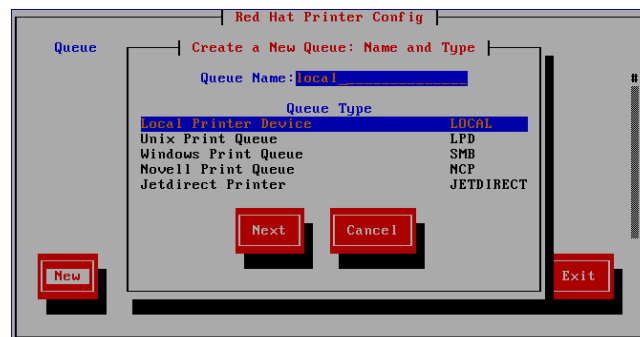 Red Hat Printer Config
Queue
Create a New Queue: Name and Type
Queue Name:local_
#
Queue Type
Local Printer Device LOCAL
Unix Print Queue LPD
Windows Print Queue SMB
Novell Print Queue NCP
Jetdirect Printer JETDIRECT
Next Cancel
New Exit